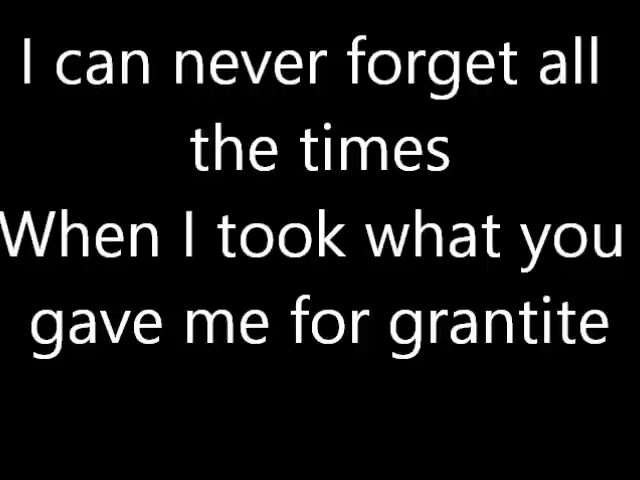 I can never forget all
the times
When I took what you
gave me for grantite